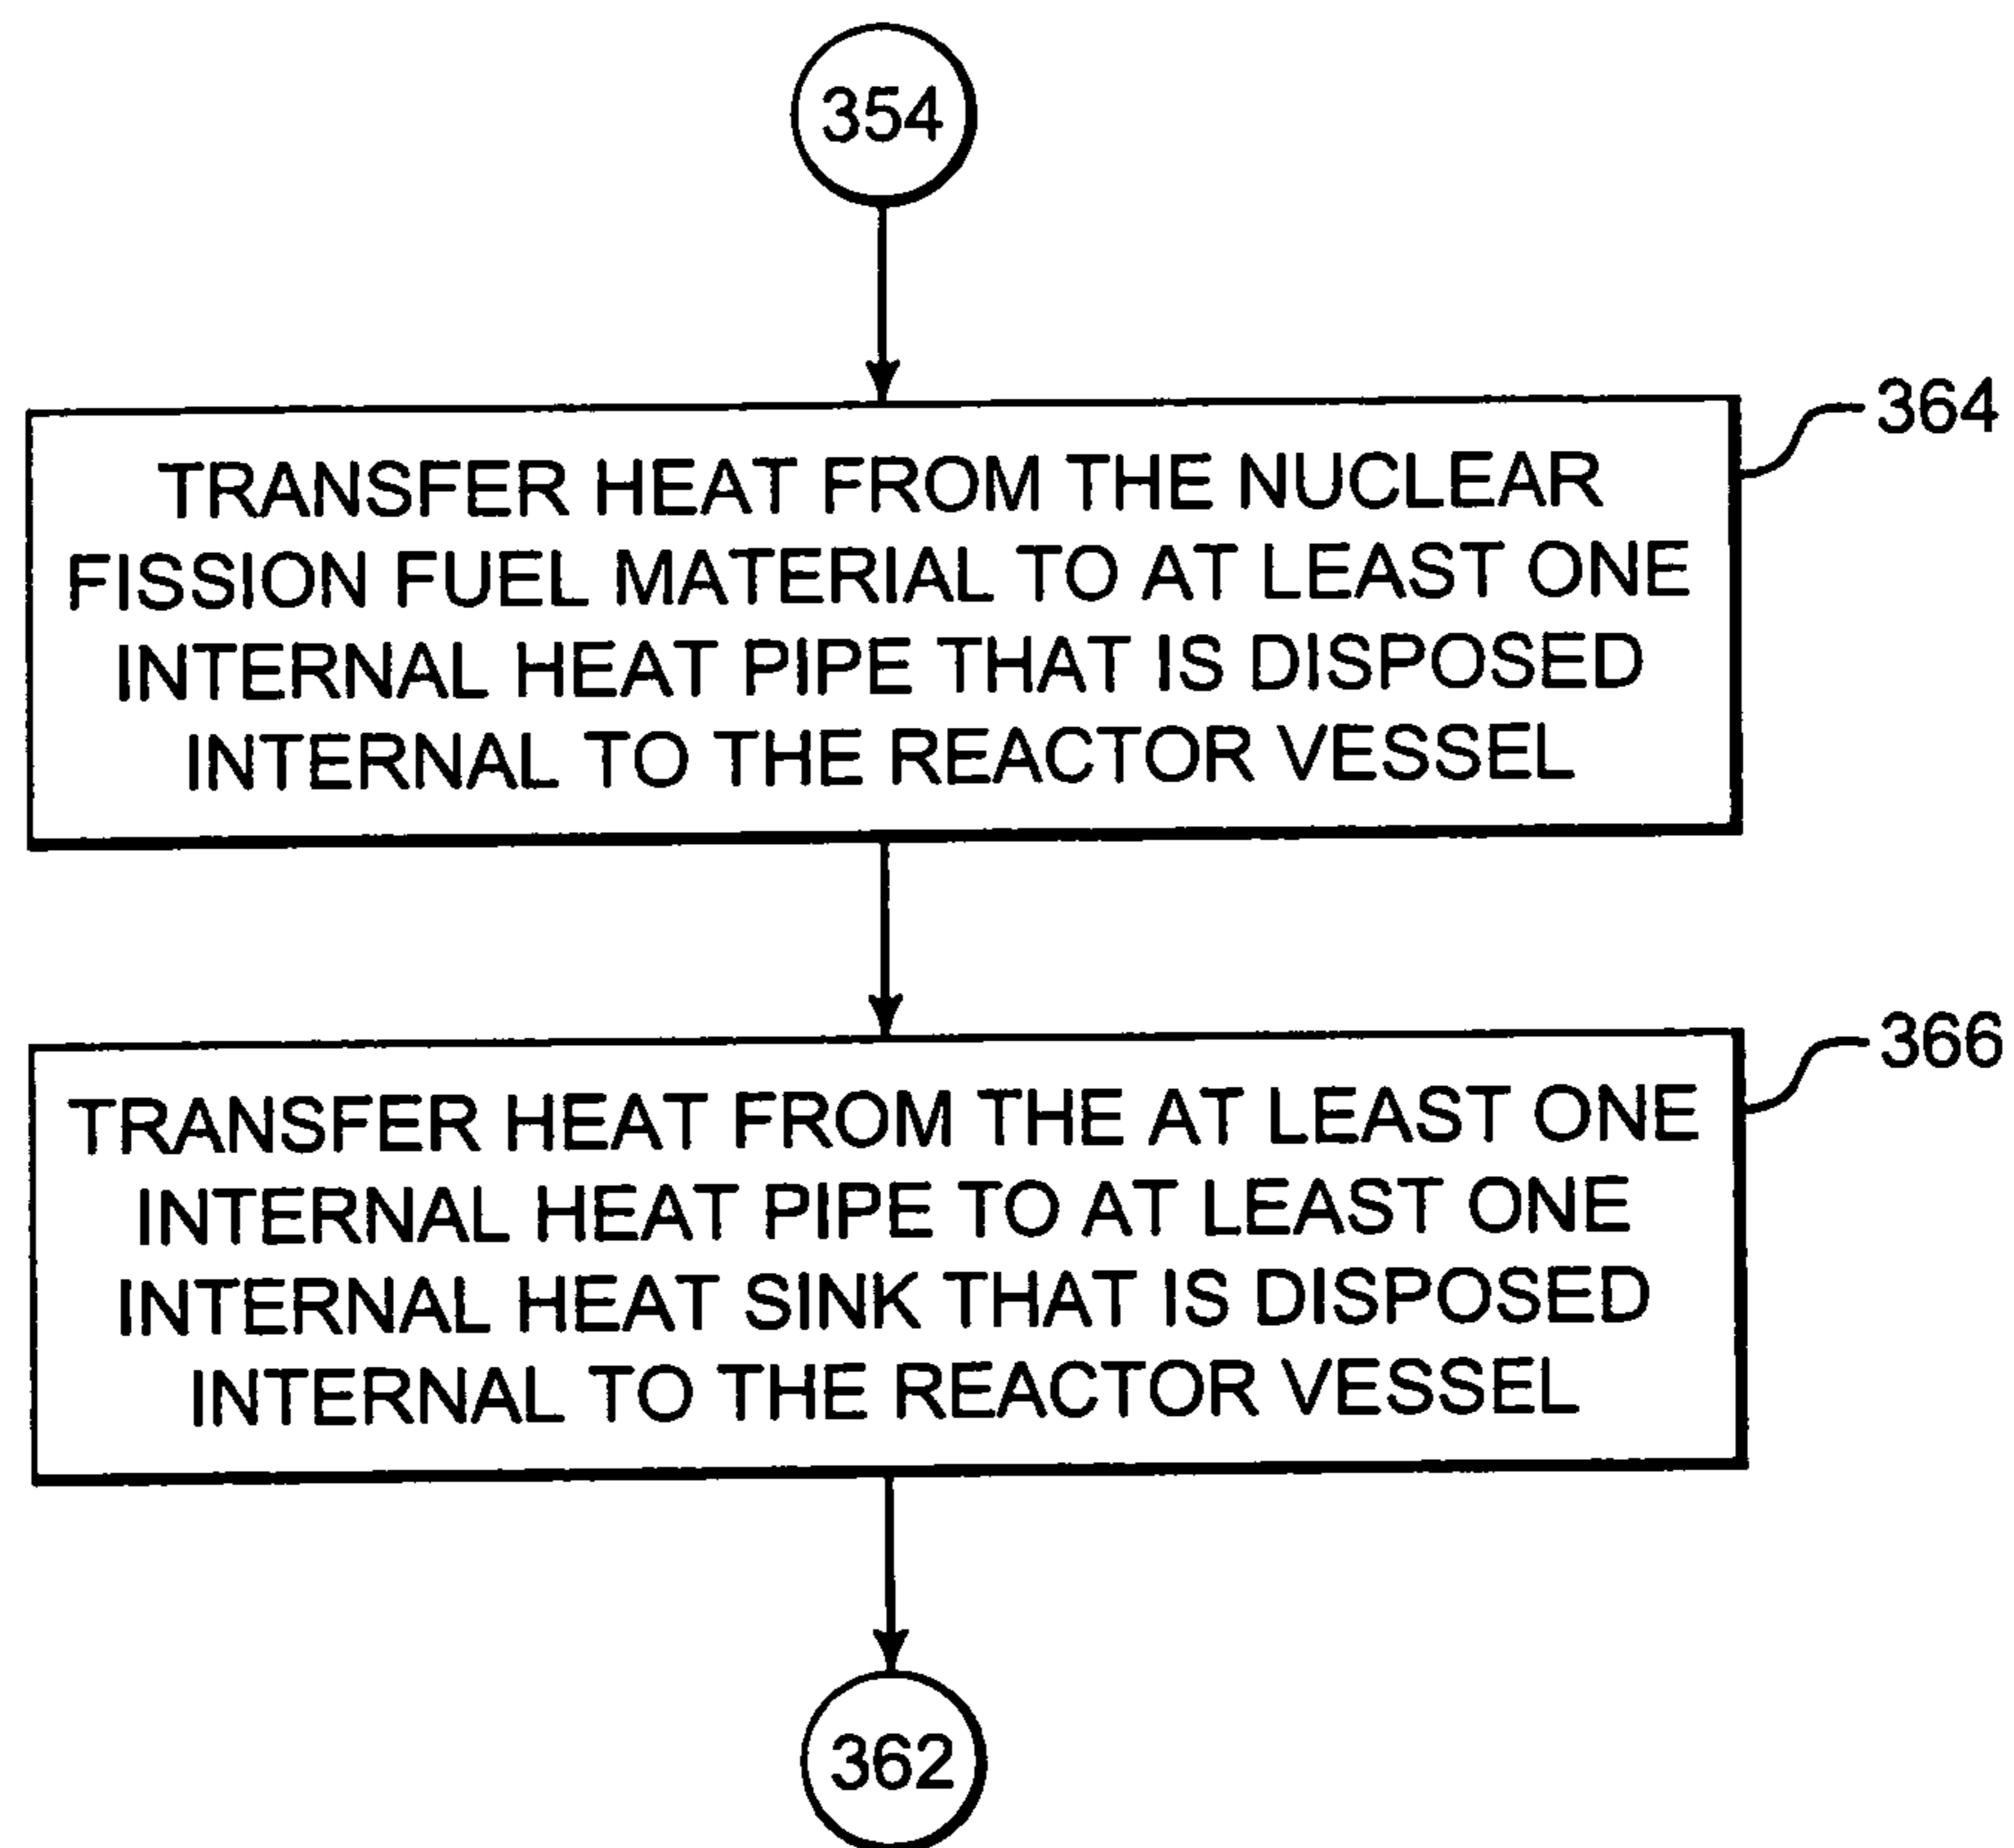 354
364
TRANSFER HEAT FROM THE NUCLEAR
FISSION FUEL MATERIAL TO AT LEAST ONE
INTERNAL HEAT PIPE THAT IS DISPOSED
INTERNAL TO THE REACTOR VESSEL
366
TRANSFER HEAT FROM THE AT LEAST ONE
INTERNAL HEAT PIPE TO AT LEAST ONE
INTERNAL HEAT SINK THAT IS DISPOSED
INTERNAL TO THE REACTOR VESSEL
362